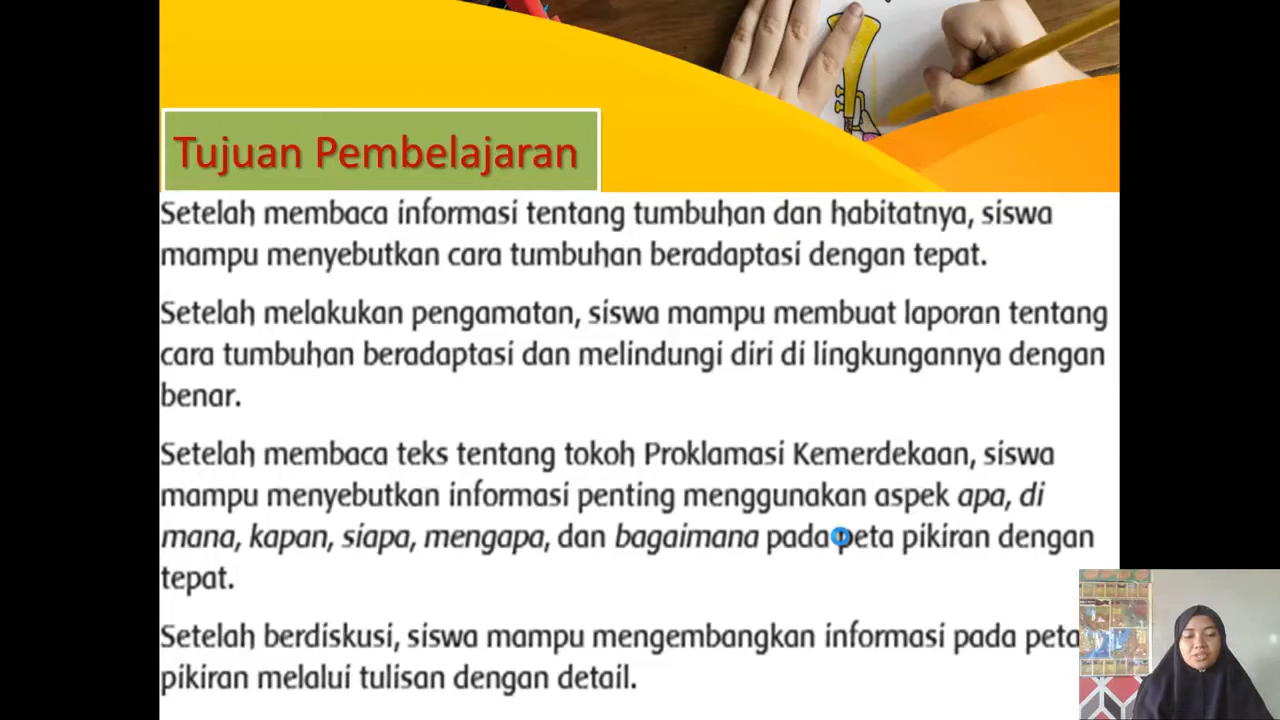 Tujuan Pembelajaran
Setelah membaca informasi tentang tumbuhan dan habitatnya, siswa
mampu menyebutkan cara tumbuhan beradaptasi dengan tepat.
Setelah melakukan pengamatan, siswa mampu membuat laporan tentang
cara tumbuhan beradaptasi dan melindungi diri di lingkungannya dengan
benar.
Setelah membaca teks tentang tokoh Proklamasi Kemerdekaan, siswa
mampu menyebutkan informasi penting menggunakan aspek apa, di
mana, kapan, siapa, mengapa, dan bagaimana pada peta pikiran dengan
tepat.
Setelah berdiskusi, siswa mampu mengembangkan informasi pada peta
pikiran melalui tulisan dengan detail.